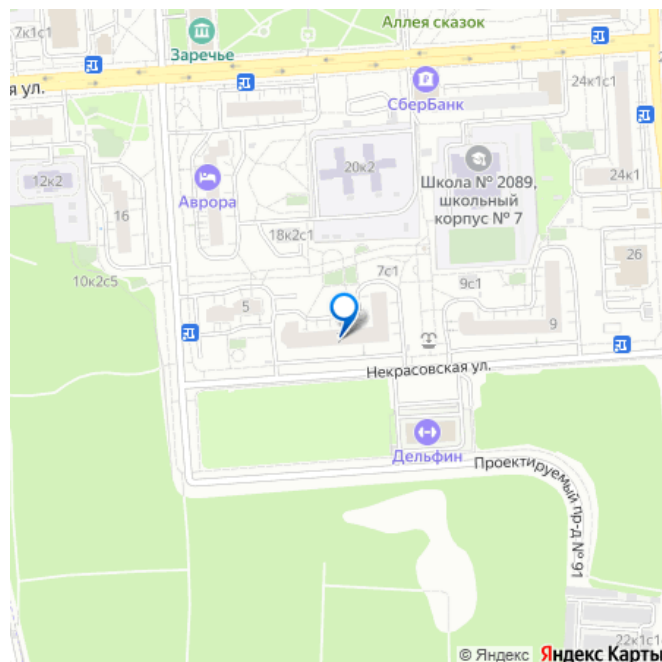 7к1с1
Аллея сказок
Заречье
я ул.
24к1с1
СберБанк
20к2
Школа № 2089,
школьный
корпус № 7
24к1
12к2
Аврора
16
18к2с1
26
10к2с5
7с1
9с1
5
9
Некрасовская ул.
Дельфин
Проектируемый пр-д № 91
22к1с1
© Яндекс Яндекс Карты